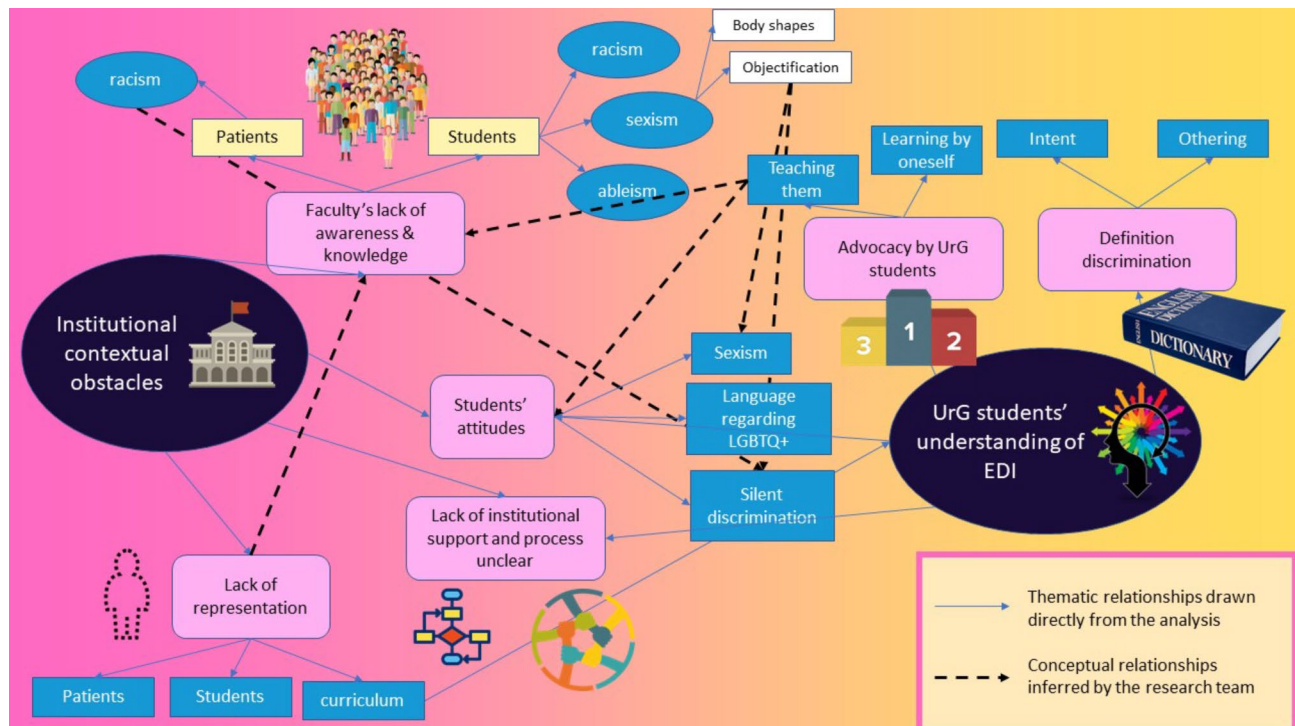 Body shapes
racism
Objectification
racism
sexism
Patients
Students
Learning by
oneself
Intent
Othering
Teaching
them
ableism
Faculty's lack of
awareness &
knowledge
Advocacy by UrG
students
Definition
discrimination
Institutional
contextual
obstacles
3
1
2
ENGLISH
DICTIONARY
ENGLISH
DICTIONARY
Sexism
Students'
attitudes
Language
regarding
LGBTQ+
UrG students'
understanding of
EDI
Silent
discrimination
Lack of institutional
support and process
unclear
Lack of
representation
Thematic relationships drawn
directly from the analysis
Conceptual relationships
inferred by the research team
Patients
Students
curriculum